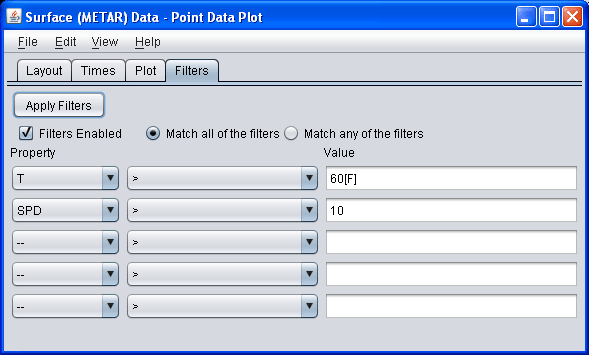 Surface (METAR) Data - Point Data Plot
File Edit View Help
Layout Times Plot Filters
Apply Filters
Filters Enabled Match all of the filters Match any of the filters
Property Value
T > 60[F]
SPD > 10
-- >
-- >
-- >